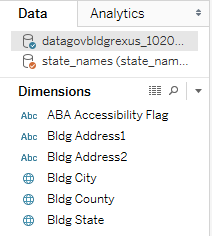 Data Analytics
datagovbldgrexus_1020...
state_names (state_nam...
Dimensions
Abc ABA Accessibility Flag
Abc Bldg Address1
Abc Bldg Address2
Bldg City
Bldg County
Bldg State